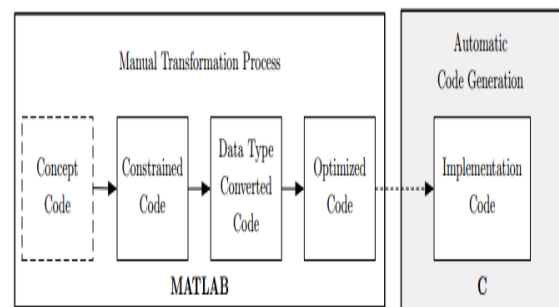 Manual Transformation Process
Concept
Code
Constrained
Code
Data Type
Converted
Code
Optimized
Code
MATLAB
Automatic
Code Generation
Implementation
Code
C